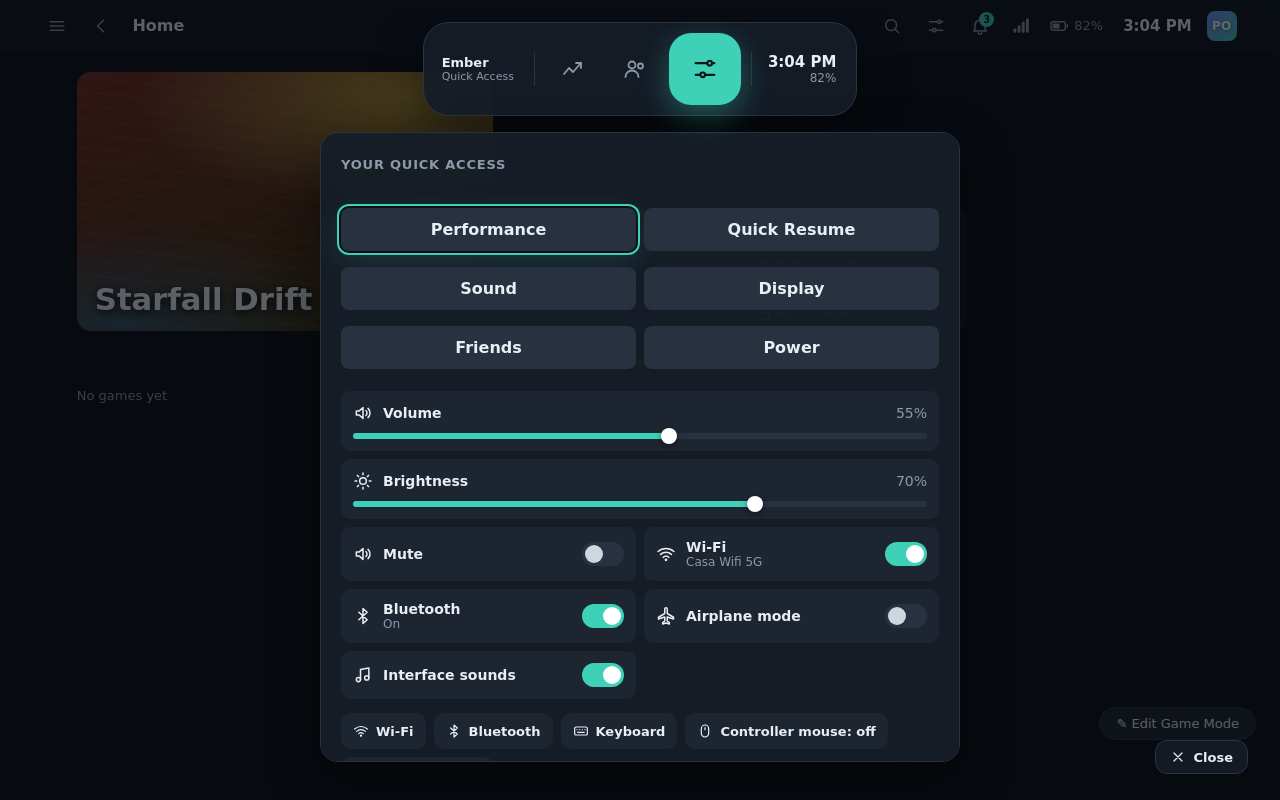 Home
3
82%
3:04 PM
PO
Ember
Quick Access
3:04 PM
82%
Starfall Drift
No games yet
YOUR QUICK ACCESS
Performance
Quick Resume
Sound
Display
Friends
Power
Volume
55%
Brightness
70%
Mute
Wi-Fi
Casa Wifi 5G
Bluetooth
On
Airplane mode
Interface sounds
Wi-Fi
Bluetooth
Keyboard
Controller mouse: off
✎ Edit Game Mode
Close